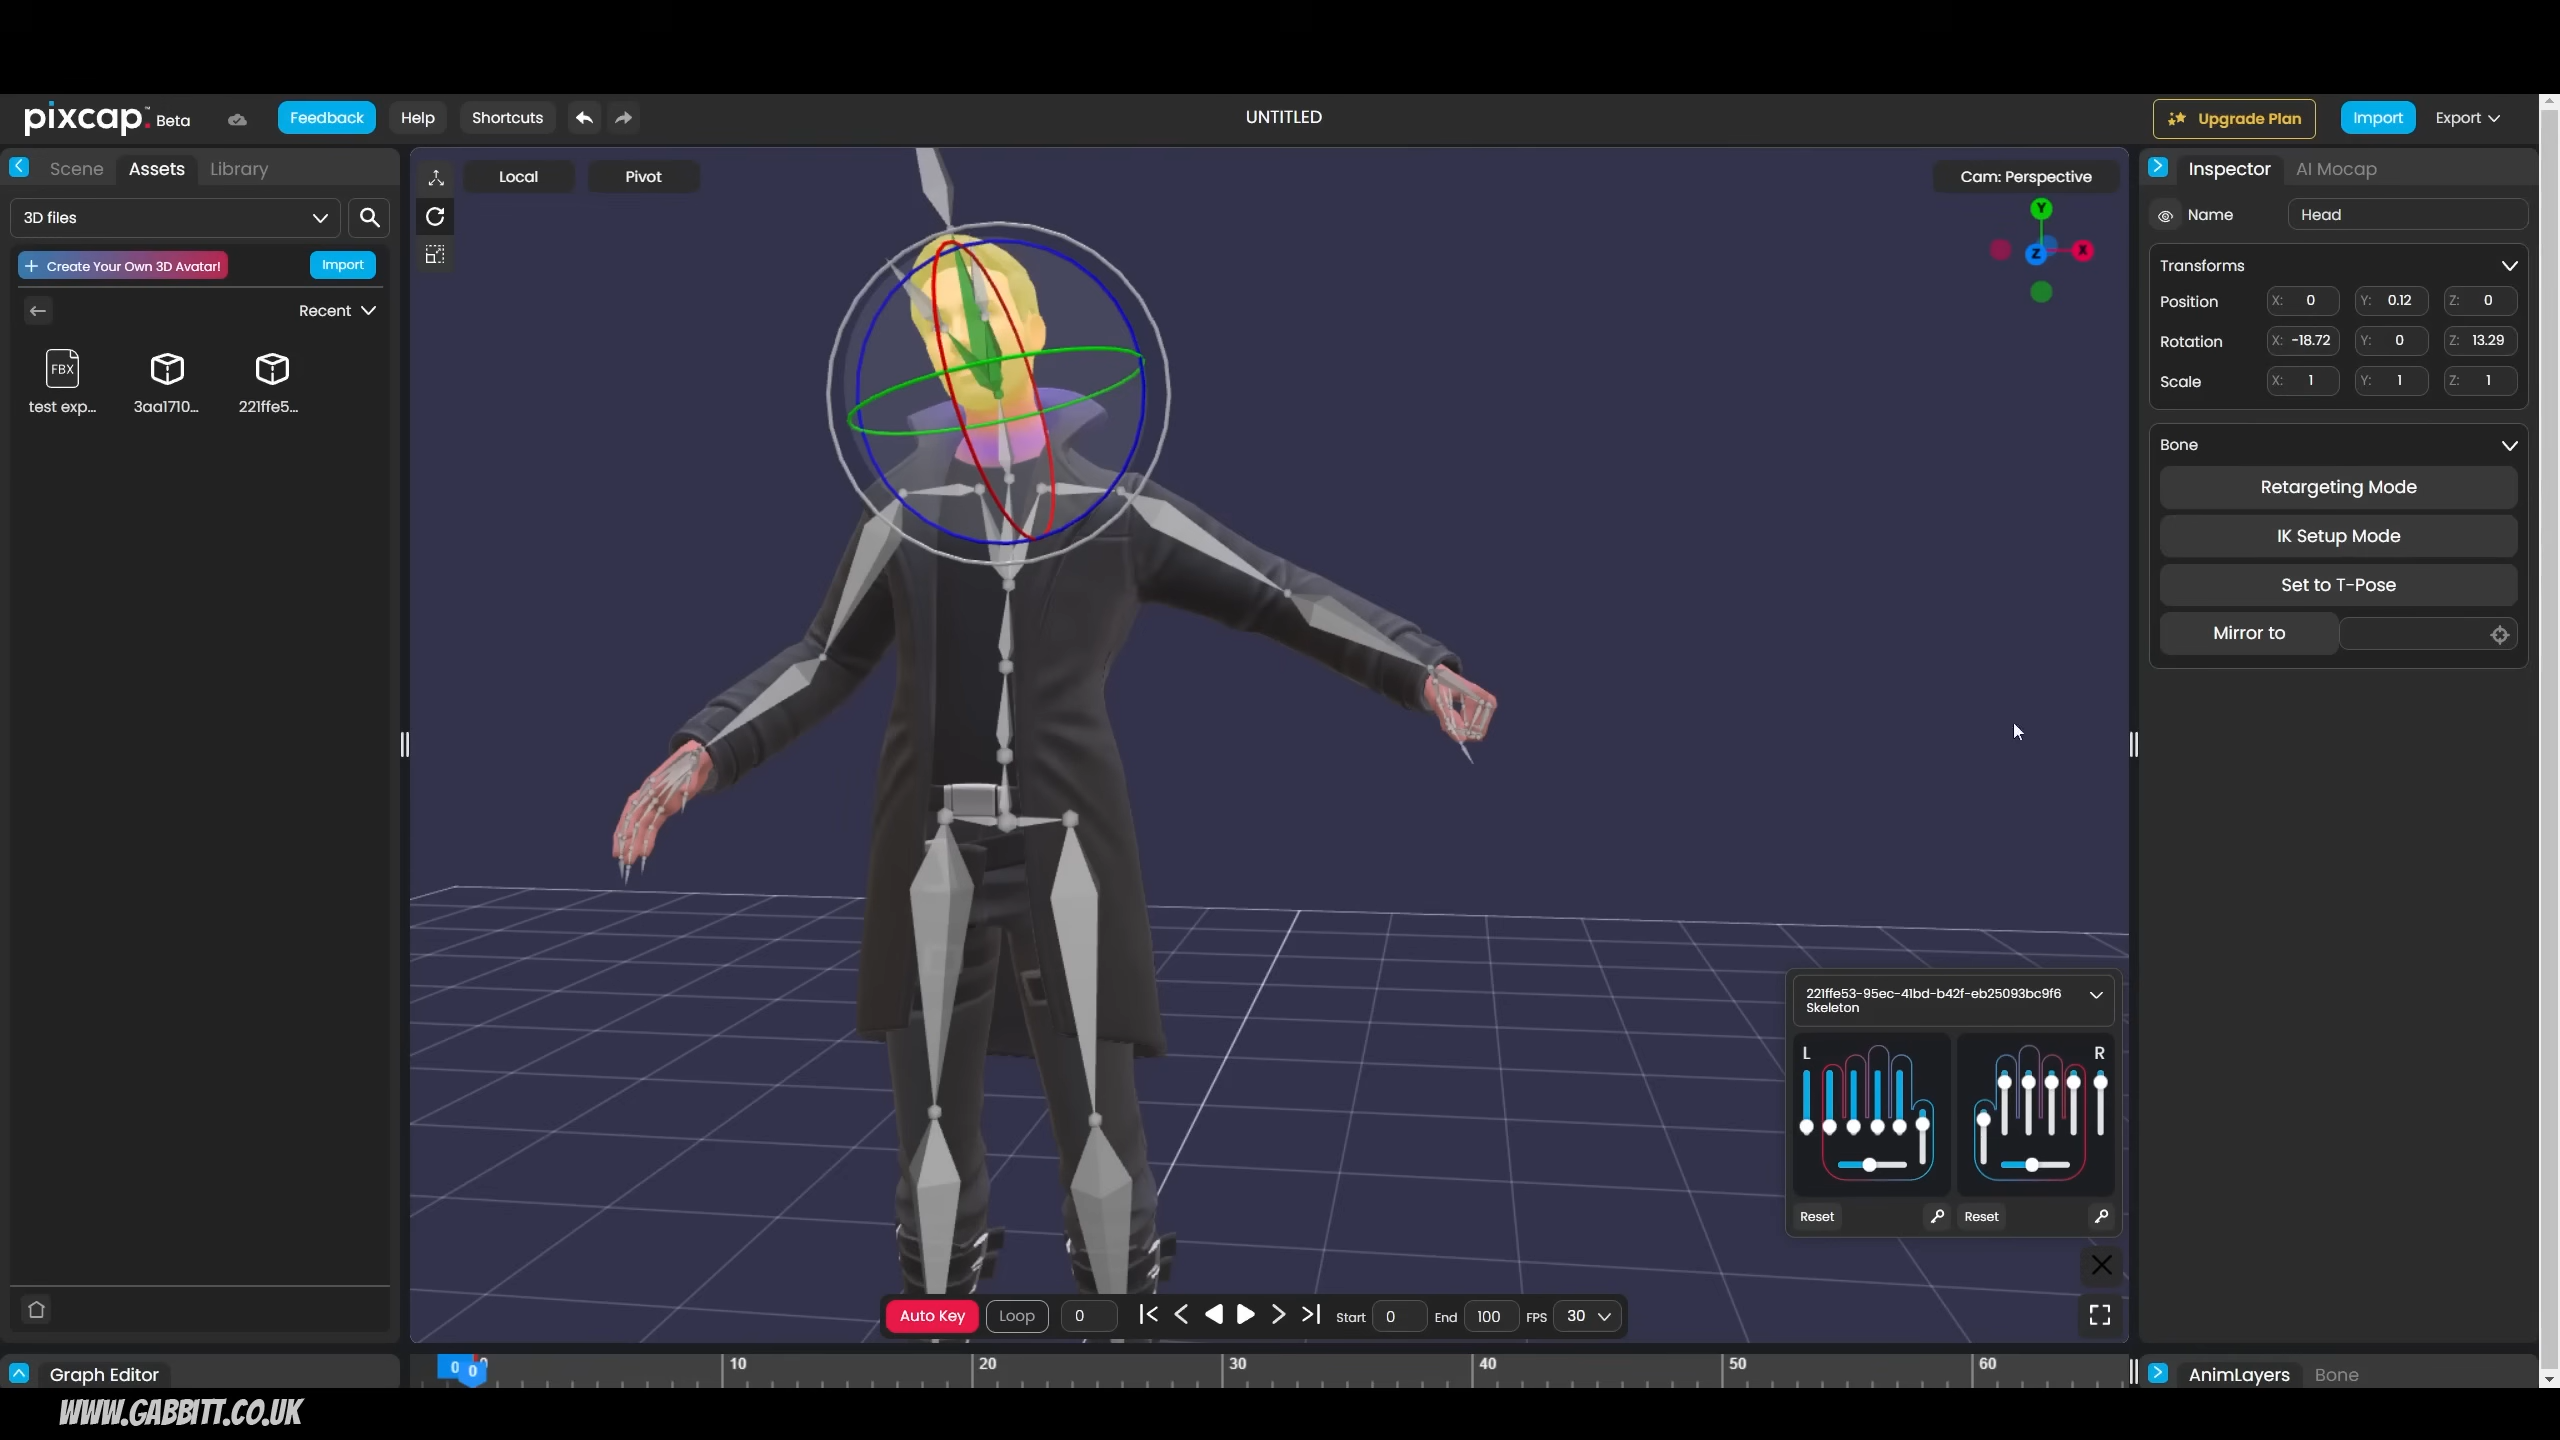 pixcap.™ Beta Feedback Help Shortcuts UNTITLED Upgrade Plan Import Export
Scene Assets Library
3D files
+ Create Your Own 3D Avatar! Import
Recent
FBX
test exp... 3aa1710... 221ffe5...
Local Pivot Cam: Perspective
Y
Z X
Inspector AI Mocap
Name Head
Transforms
Position X: 0 Y: 0.12 Z: 0
Rotation X: -18.72 Y: 0 Z: 13.29
Scale X: 1 Y: 1 Z: 1
Bone
Retargeting Mode
IK Setup Mode
Set to T-Pose
Mirror to
221ffe53-95ec-41bd-b42f-eb25093bc9f6
Skeleton
L R
Reset Reset
Auto Key Loop 0 Start 0 End 100 FPS 30
0 0 0 10 20 30 40 50 60
Graph Editor AnimLayers Bone
WWW.GABBITT.CO.UK